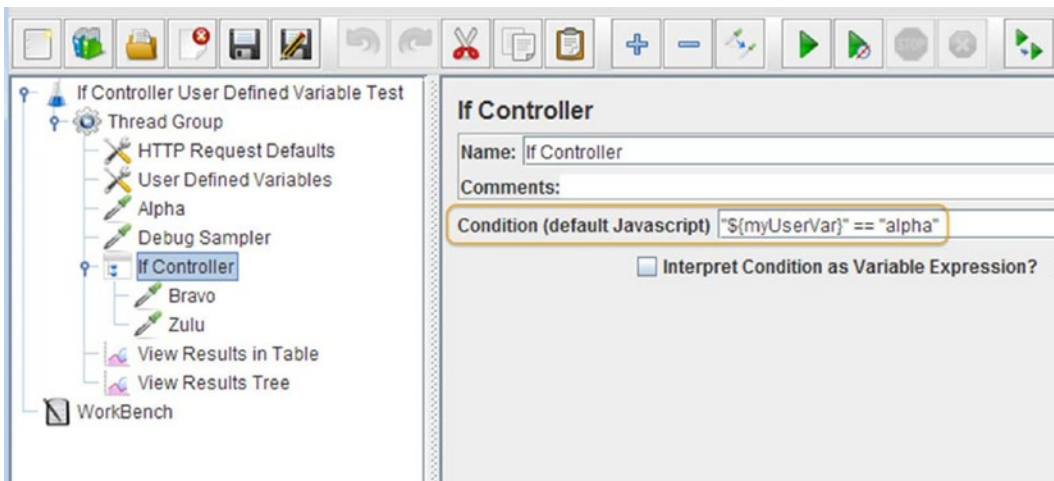 STOP
If Controller User Defined Variable Test
Thread Group
HTTP Request Defaults
User Defined Variables
Alpha
Debug Sampler
If Controller
Bravo
Zulu
View Results in Table
View Results Tree
WorkBench
If Controller
Name: If Controller
Comments:
Condition (default Javascript) "${myUserVar}" == "alpha"
Interpret Condition as Variable Expression?